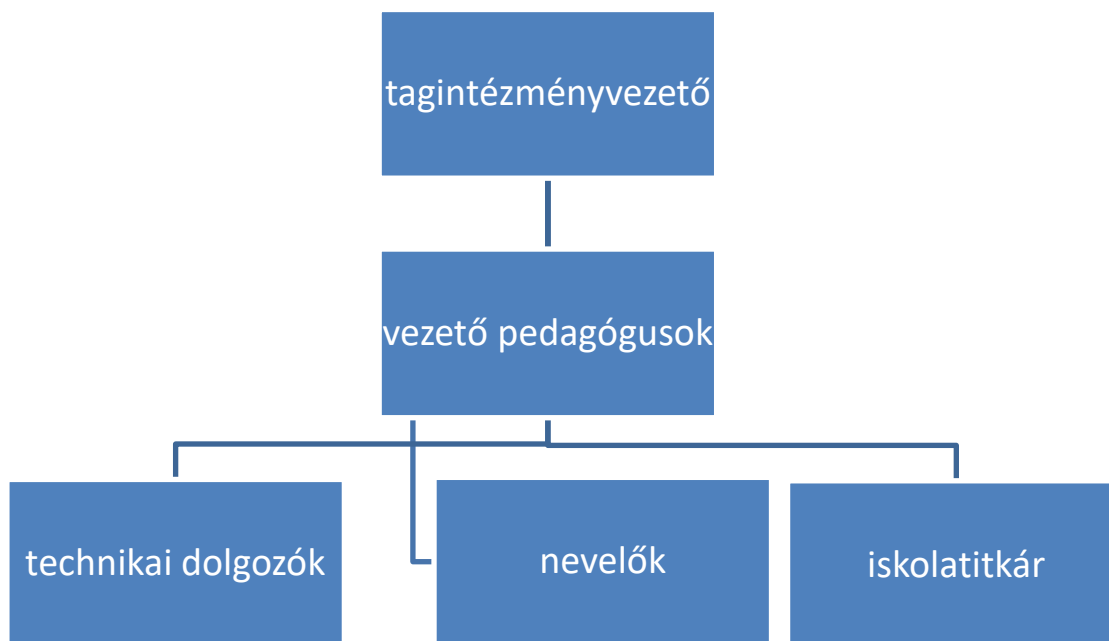 tagintézményvezető
vezető pedagógusok
technikai dolgozók
nevelők
iskolatitkár